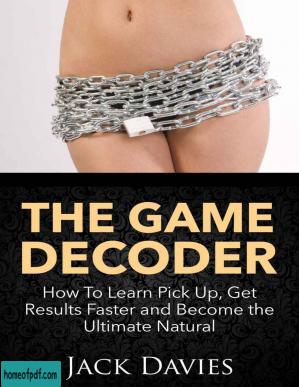 THE GAME
DECODER
How To Learn Pick Up, Get
Results Faster and Become the
Ultimate Natural
JACK DAVIES
homeofpdf.com